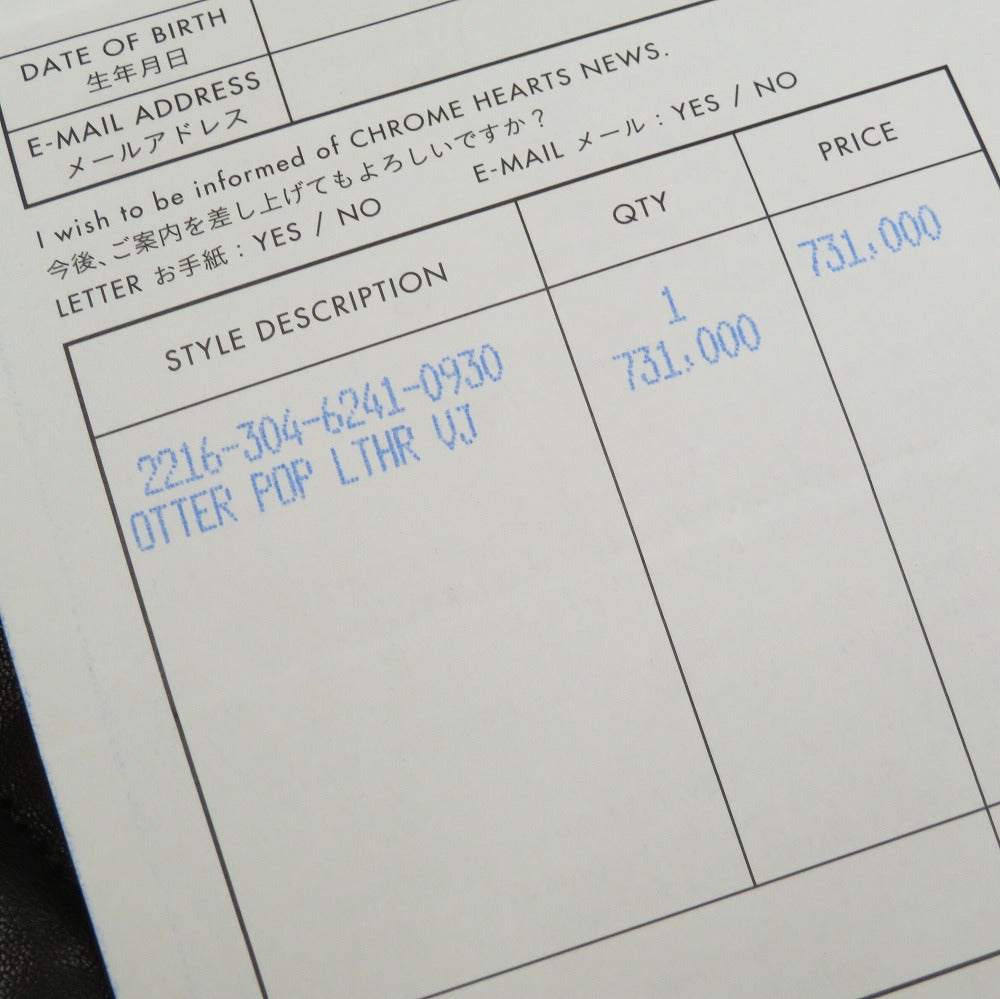 DATE OF BIRTH
生年月日
E-MAIL ADDRESS
メールアドレス
I wish to be informed of CHROME HEARTS NEWS.
今後、ご案内を差し上げてもよろしいですか？
LETTER お手紙 : YES / NO E-MAIL メール : YES / NO
STYLE DESCRIPTION QTY PRICE
2216-304-6241-0930 1 731,000
OTTER POP LTHR VJ 731,000